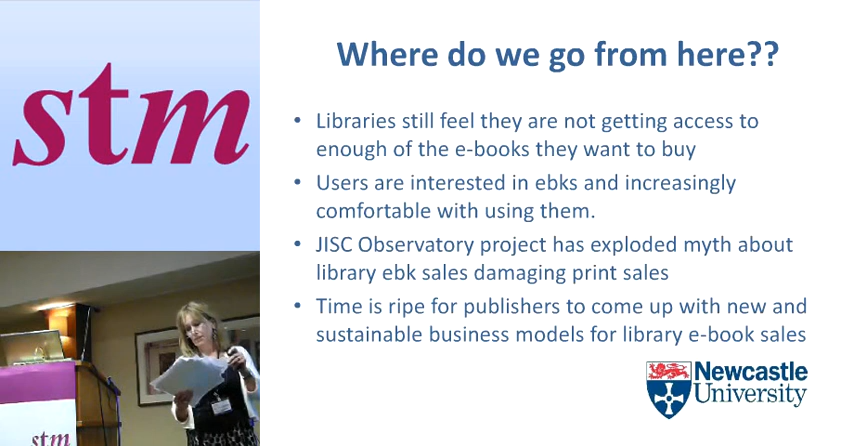 stm
Where do we go from here??
• Libraries still feel they are not getting access to
enough of the e-books they want to buy
• Users are interested in ebks and increasingly
comfortable with using them.
• JISC Observatory project has exploded myth about
library ebk sales damaging print sales
• Time is ripe for publishers to come up with new and
sustainable business models for library e-book sales
Newcastle
University
stm